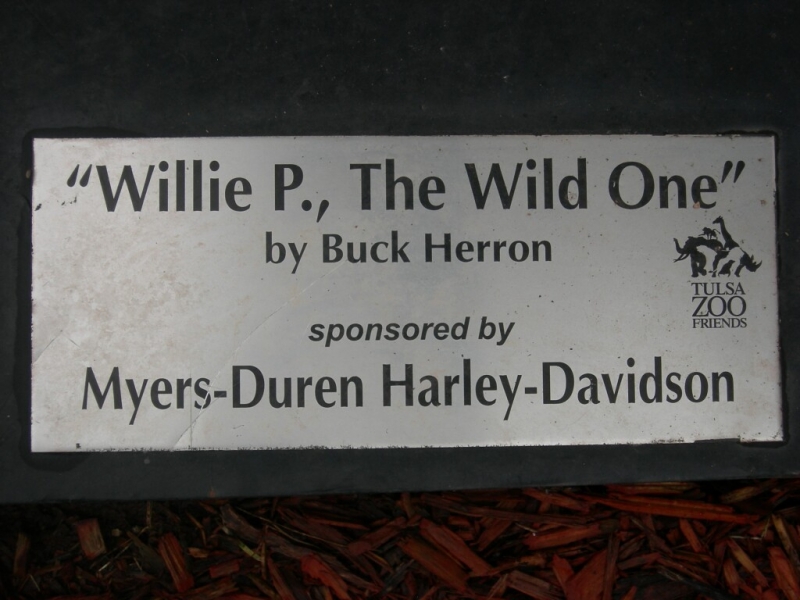 “Willie P., The Wild One”
by Buck Herron
TULSA
ZOO
FRIENDS
sponsored by
Myers-Duren Harley-Davidson